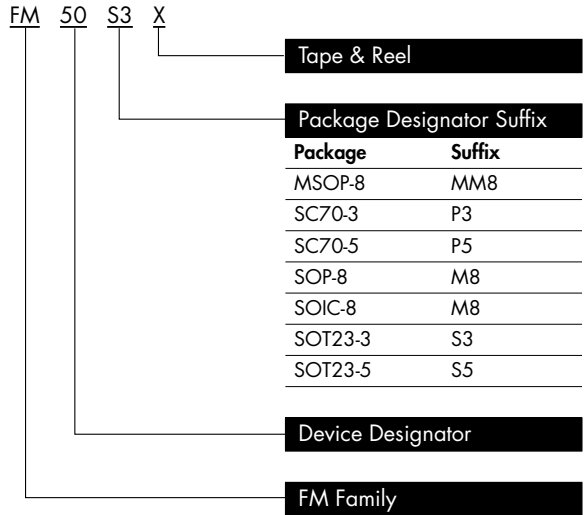 FM 50 S3 X
Tape & Reel
Package Designator Suffix
Package Suffix
MSOP-8 MM8
SC70-3 P3
SC70-5 P5
SOP-8 M8
SOIC-8 M8
SOT23-3 S3
SOT23-5 S5
Device Designator
FM Family